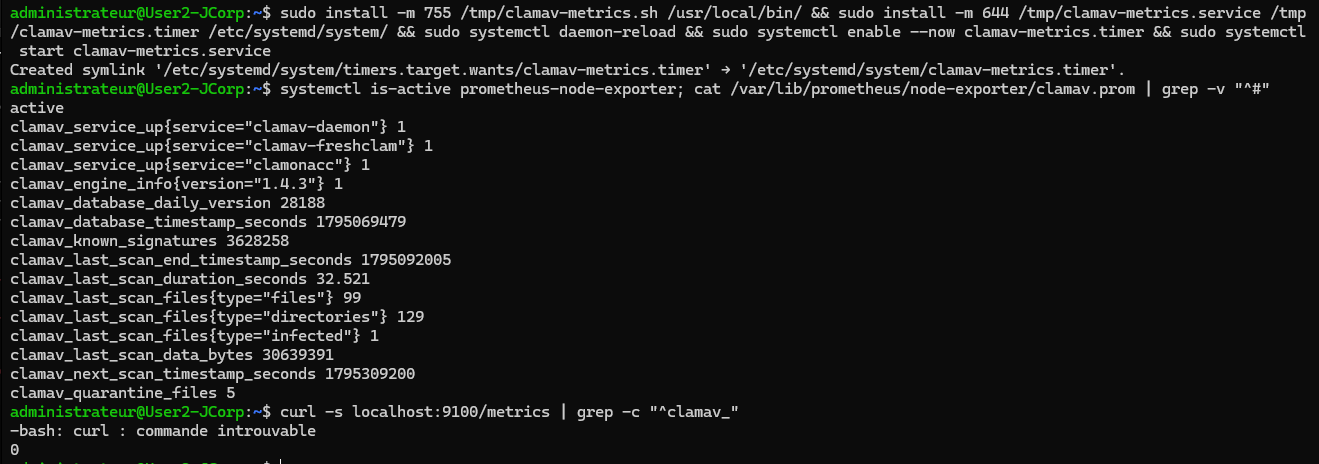 administrateur@User2-JCorp:~$ sudo install -m 755 /tmp/clamav-metrics.sh /usr/local/bin/ && sudo install -m 644 /tmp/clamav-metrics.service /tmp
/clamav-metrics.timer /etc/systemd/system/ && sudo systemctl daemon-reload && sudo systemctl enable --now clamav-metrics.timer && sudo systemctl
 start clamav-metrics.service
Created symlink '/etc/systemd/system/timers.target.wants/clamav-metrics.timer' → '/etc/systemd/system/clamav-metrics.timer'.
administrateur@User2-JCorp:~$ systemctl is-active prometheus-node-exporter; cat /var/lib/prometheus/node-exporter/clamav.prom | grep -v "^#"
active
clamav_service_up{service="clamav-daemon"} 1
clamav_service_up{service="clamav-freshclam"} 1
clamav_service_up{service="clamonacc"} 1
clamav_engine_info{version="1.4.3"} 1
clamav_database_daily_version 28188
clamav_database_timestamp_seconds 1795069479
clamav_known_signatures 3628258
clamav_last_scan_end_timestamp_seconds 1795092005
clamav_last_scan_duration_seconds 32.521
clamav_last_scan_files{type="files"} 99
clamav_last_scan_files{type="directories"} 129
clamav_last_scan_files{type="infected"} 1
clamav_last_scan_data_bytes 30639391
clamav_next_scan_timestamp_seconds 1795309200
clamav_quarantine_files 5
administrateur@User2-JCorp:~$ curl -s localhost:9100/metrics | grep -c "^clamav_"
-bash: curl : commande introuvable
0